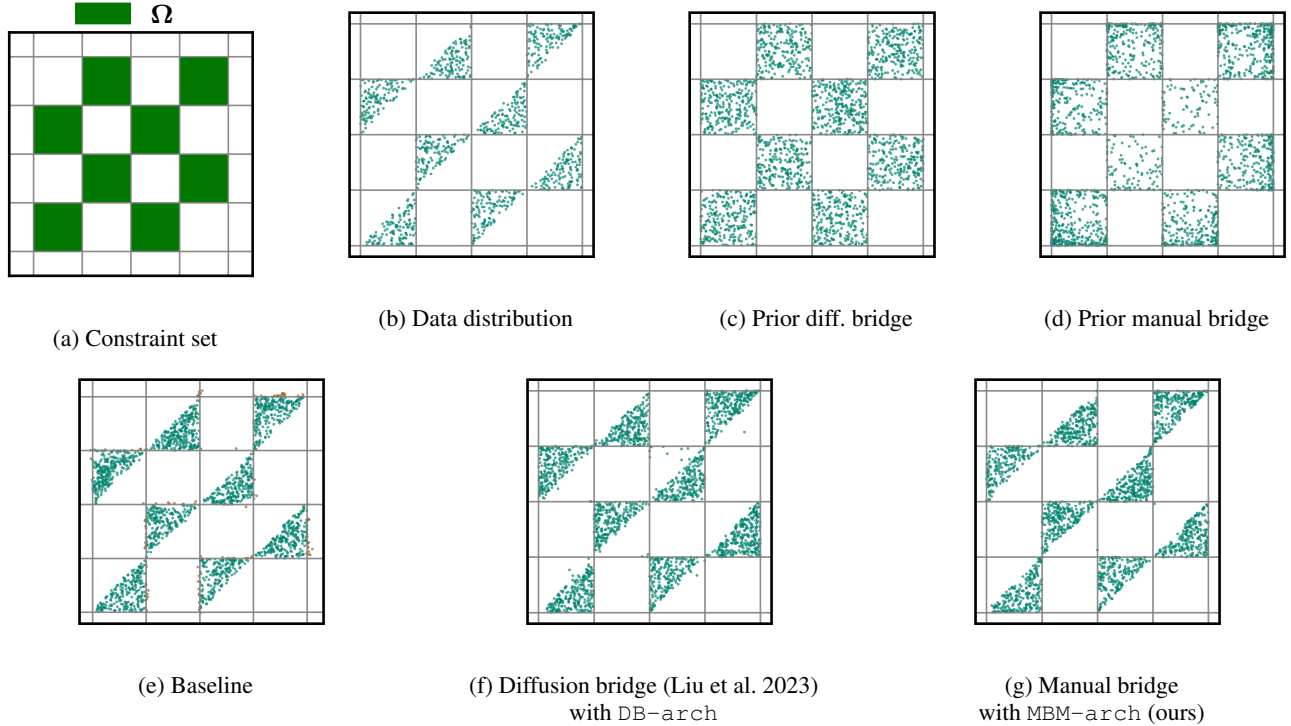 Ω
(a) Constraint set
(b) Data distribution
(c) Prior diff. bridge
(d) Prior manual bridge
(e) Baseline
(f) Diffusion bridge (Liu et al. 2023)
with DB-arch
(g) Manual bridge
with MBM-arch (ours)